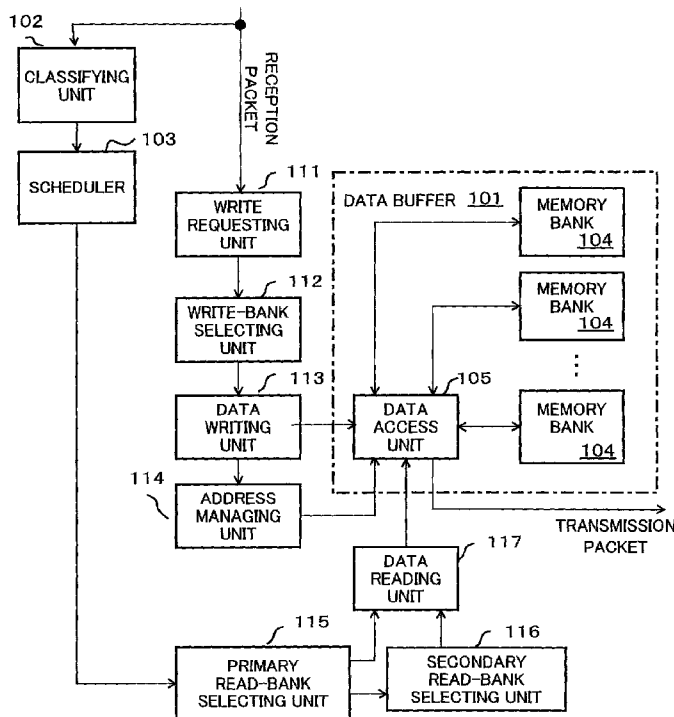 102
CLASSIFYING
UNIT
103
SCHEDULER
RECEPTION
PACKET
111
WRITE
REQUESTING
UNIT
112
WRITE-BANK
SELECTING
UNIT
113
DATA
WRITING
UNIT
114
ADDRESS
MANAGING
UNIT
DATA BUFFER 101
MEMORY
BANK
104
MEMORY
BANK
104
⋮
MEMORY
BANK
104
105
DATA
ACCESS
UNIT
TRANSMISSION
PACKET
117
DATA
READING
UNIT
115
PRIMARY
READ-BANK
SELECTING UNIT
116
SECONDARY
READ-BANK
SELECTING UNIT